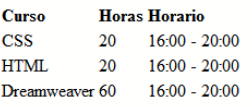 Curso Horas Horario
CSS 20 16:00 - 20:00
HTML 20 16:00 - 20:00
Dreamweaver 60 16:00 - 20:00